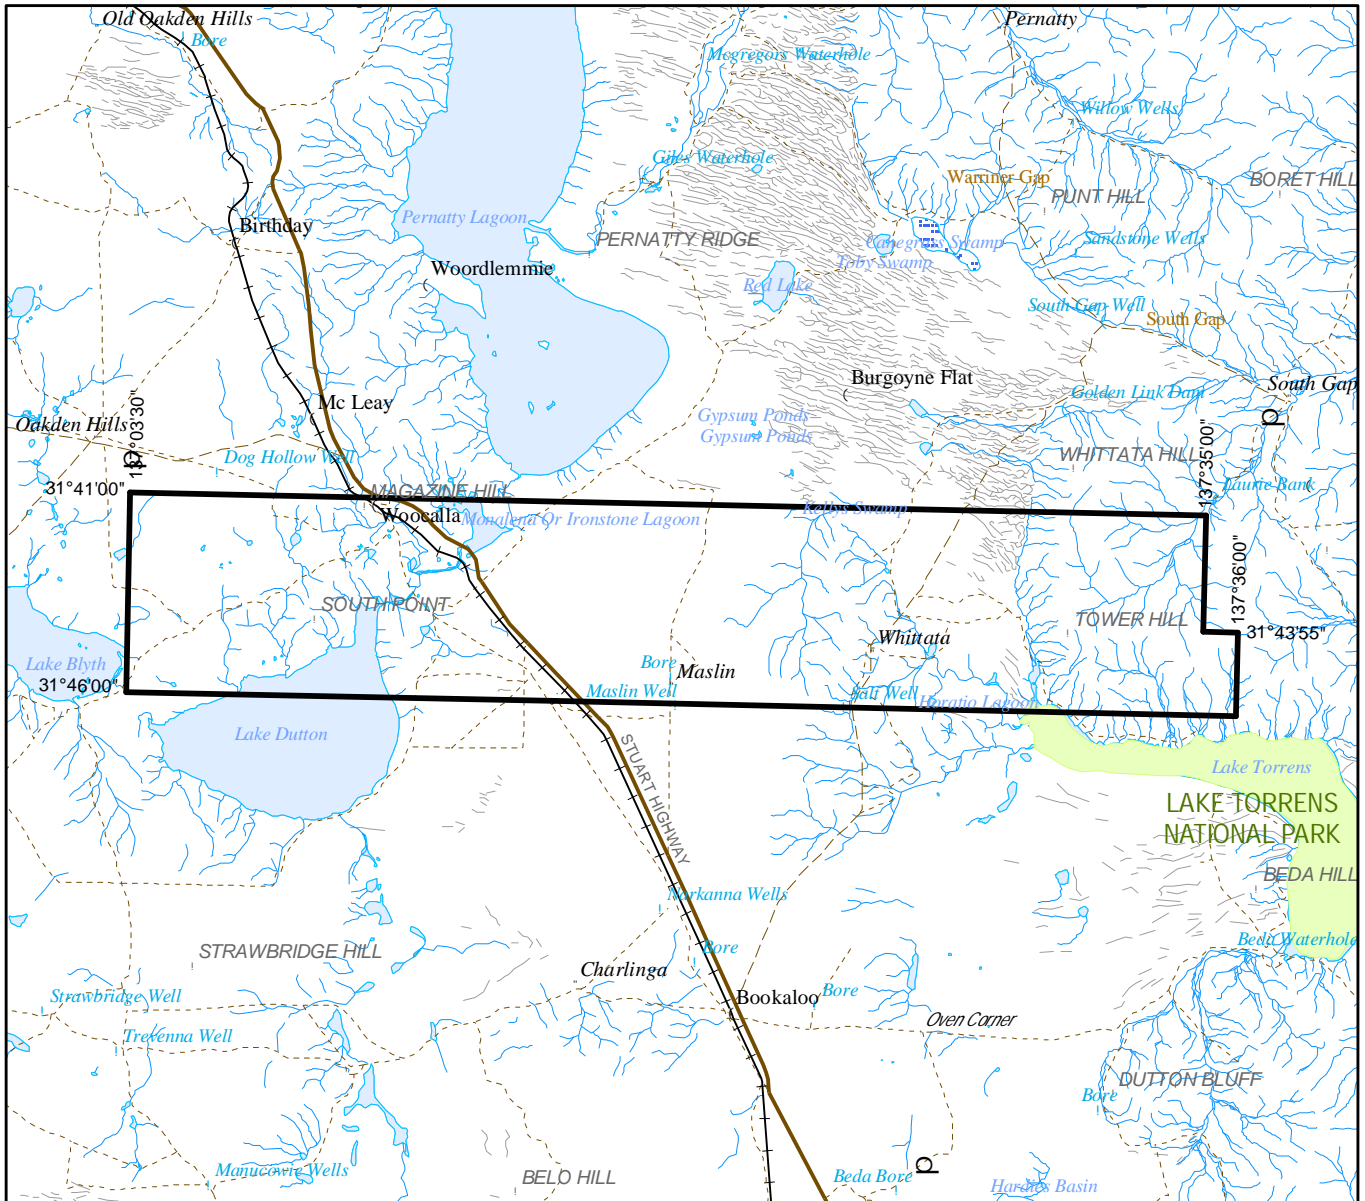 Old Oakden Hills
Pernatty
Bore
Mcgregors Waterhole
Willow Wells
Giles Waterhole
Warriner Gap
BORET HILL
PUNT HILL
Pernatty Lagoon
Birthday
PERNATTY RIDGE
Canegrass Swamp
Sandstone Wells
Toby Swamp
Woordlemmie
Red Lake
South Gap Well
South Gap
Burgoyne Flat
South Gap
Golden Link Dam
Mc Leay
Gypsum Ponds
Gypsum Ponds
Oakden Hills
137°03'30"
Dog Hollow Well
WHITTATA HILL
137°35'00"
Laurie Bank
31°41'00"
MAGAZINE HILL
Woocalla
Monalena Or Ironstone Lagoon
Kellys Swamp
137°36'00"
SOUTH POINT
TOWER HILL
31°43'55"
Whittata
Lake Blyth
Bore
Maslin
31°46'00"
Maslin Well
Salt Well
Horatio Lagoon
Lake Dutton
STUART HIGHWAY
Lake Torrens
LAKE TORRENS
NATIONAL PARK
BEDA HILL
Narkanna Wells
STRAWBRIDGE HILL
Bore
Beda Waterhole
Charlinga
Strawbridge Well
Bookaloo
Bore
Oven Corner
Trevenna Well
DUTTON BLUFF
Bore
Manucowie Wells
BELO HILL
Beda Bore
Hardies Basin